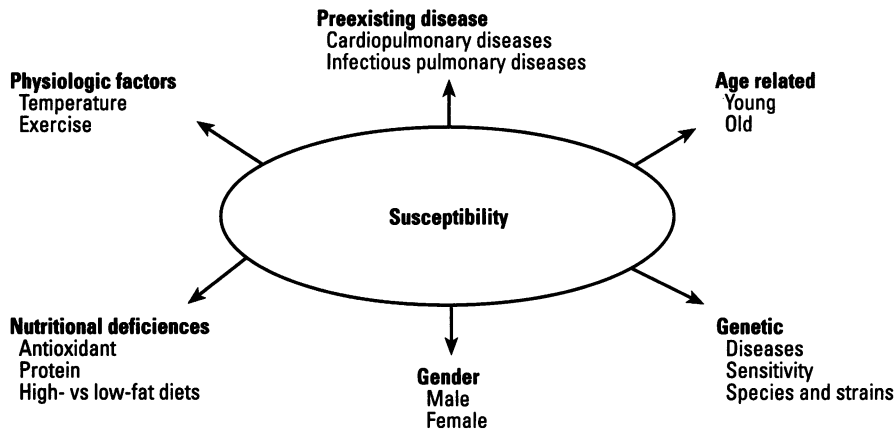 Preexisting disease
Cardiopulmonary diseases
Infectious pulmonary diseases
Physiologic factors
Temperature
Exercise
Age related
Young
Old
Susceptibility
Nutritional deficiences
Antioxidant
Protein
High- vs low-fat diets
Gender
Male
Female
Genetic
Diseases
Sensitivity
Species and strains